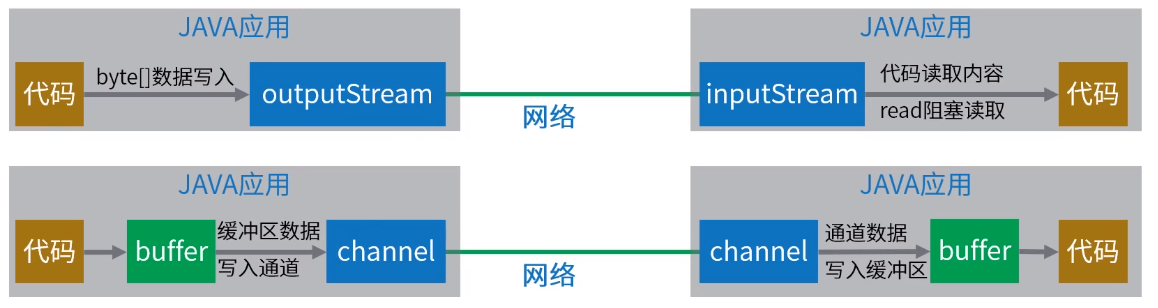 JAVA应用
JAVA应用
代码
byte[]数据写入
outputStream
网络
inputStream
代码读取内容
read阻塞读取
代码
JAVA应用
JAVA应用
代码
buffer
缓冲区数据
写入通道
channel
网络
channel
通道数据
写入缓冲区
buffer
代码